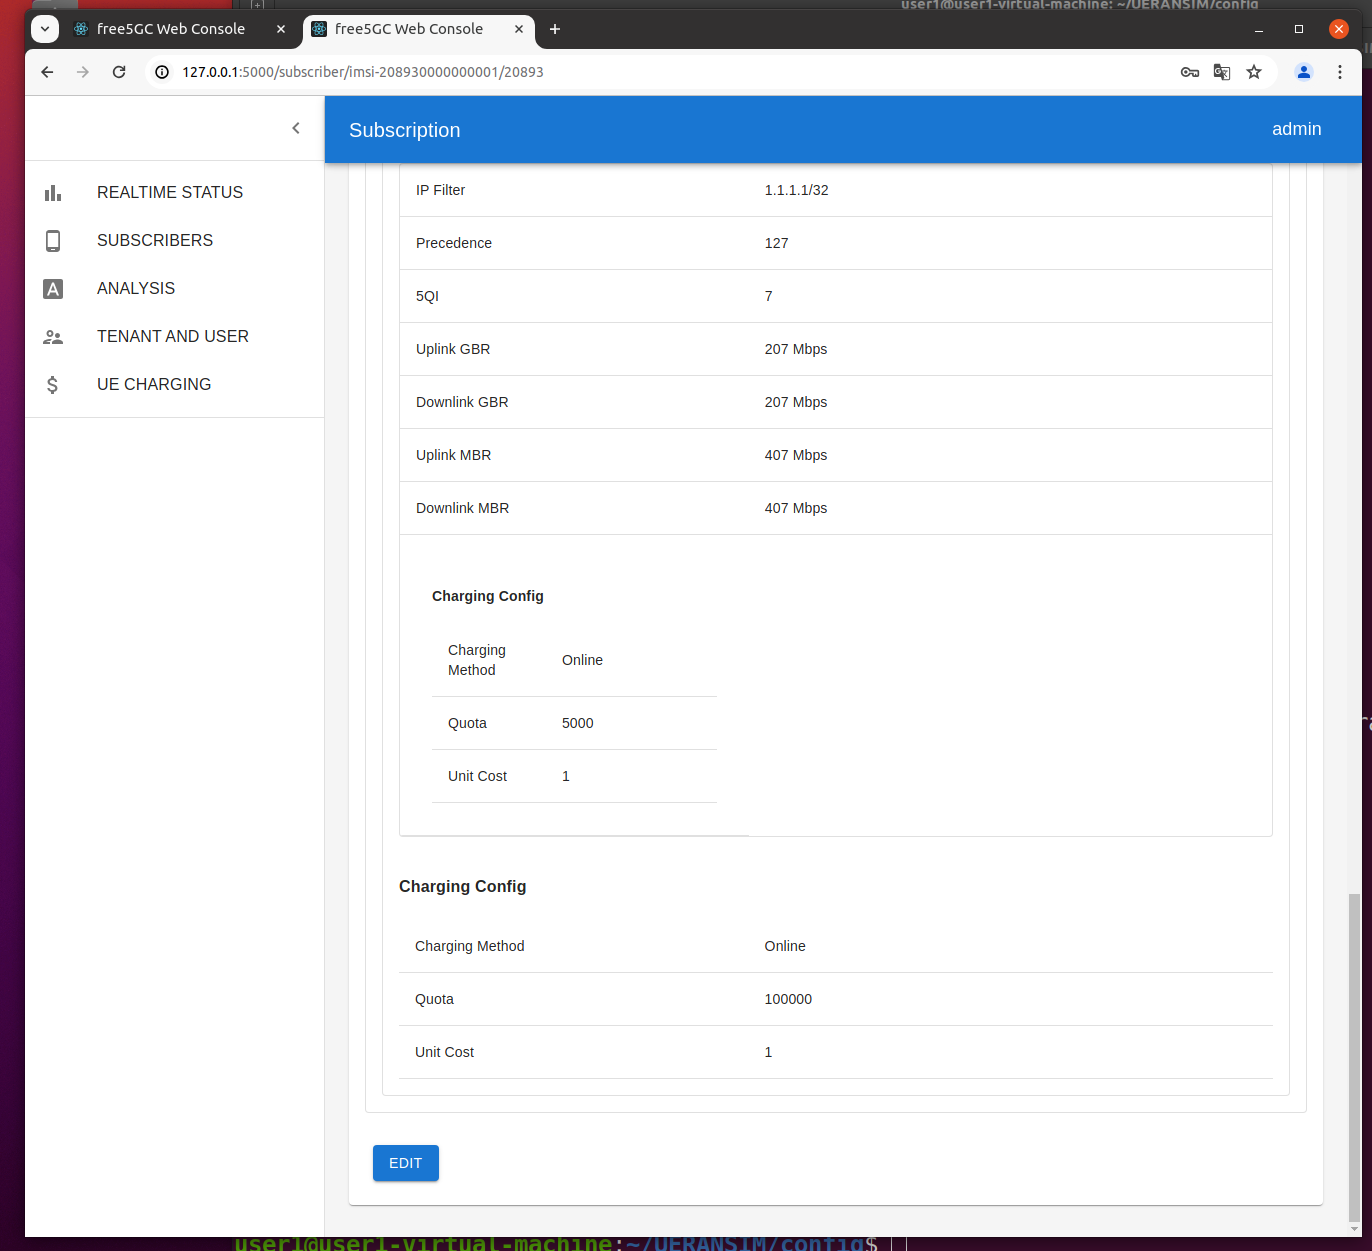 user1@user1-virtual-machine: ~/UERANSIM/config
free5GC Web Console
free5GC Web Console
127.0.0.1:5000/subscriber/imsi-208930000000001/20893
Subscription
admin
REALTIME STATUS
SUBSCRIBERS
ANALYSIS
TENANT AND USER
UE CHARGING
IP Filter 1.1.1.1/32
Precedence 127
5QI 7
Uplink GBR 207 Mbps
Downlink GBR 207 Mbps
Uplink MBR 407 Mbps
Downlink MBR 407 Mbps
Charging Config
Charging
Method
Online
Quota 5000
Unit Cost 1
Charging Config
Charging Method Online
Quota 100000
Unit Cost 1
EDIT
user1@user1-virtual-machine:~/UERANSIM/config$